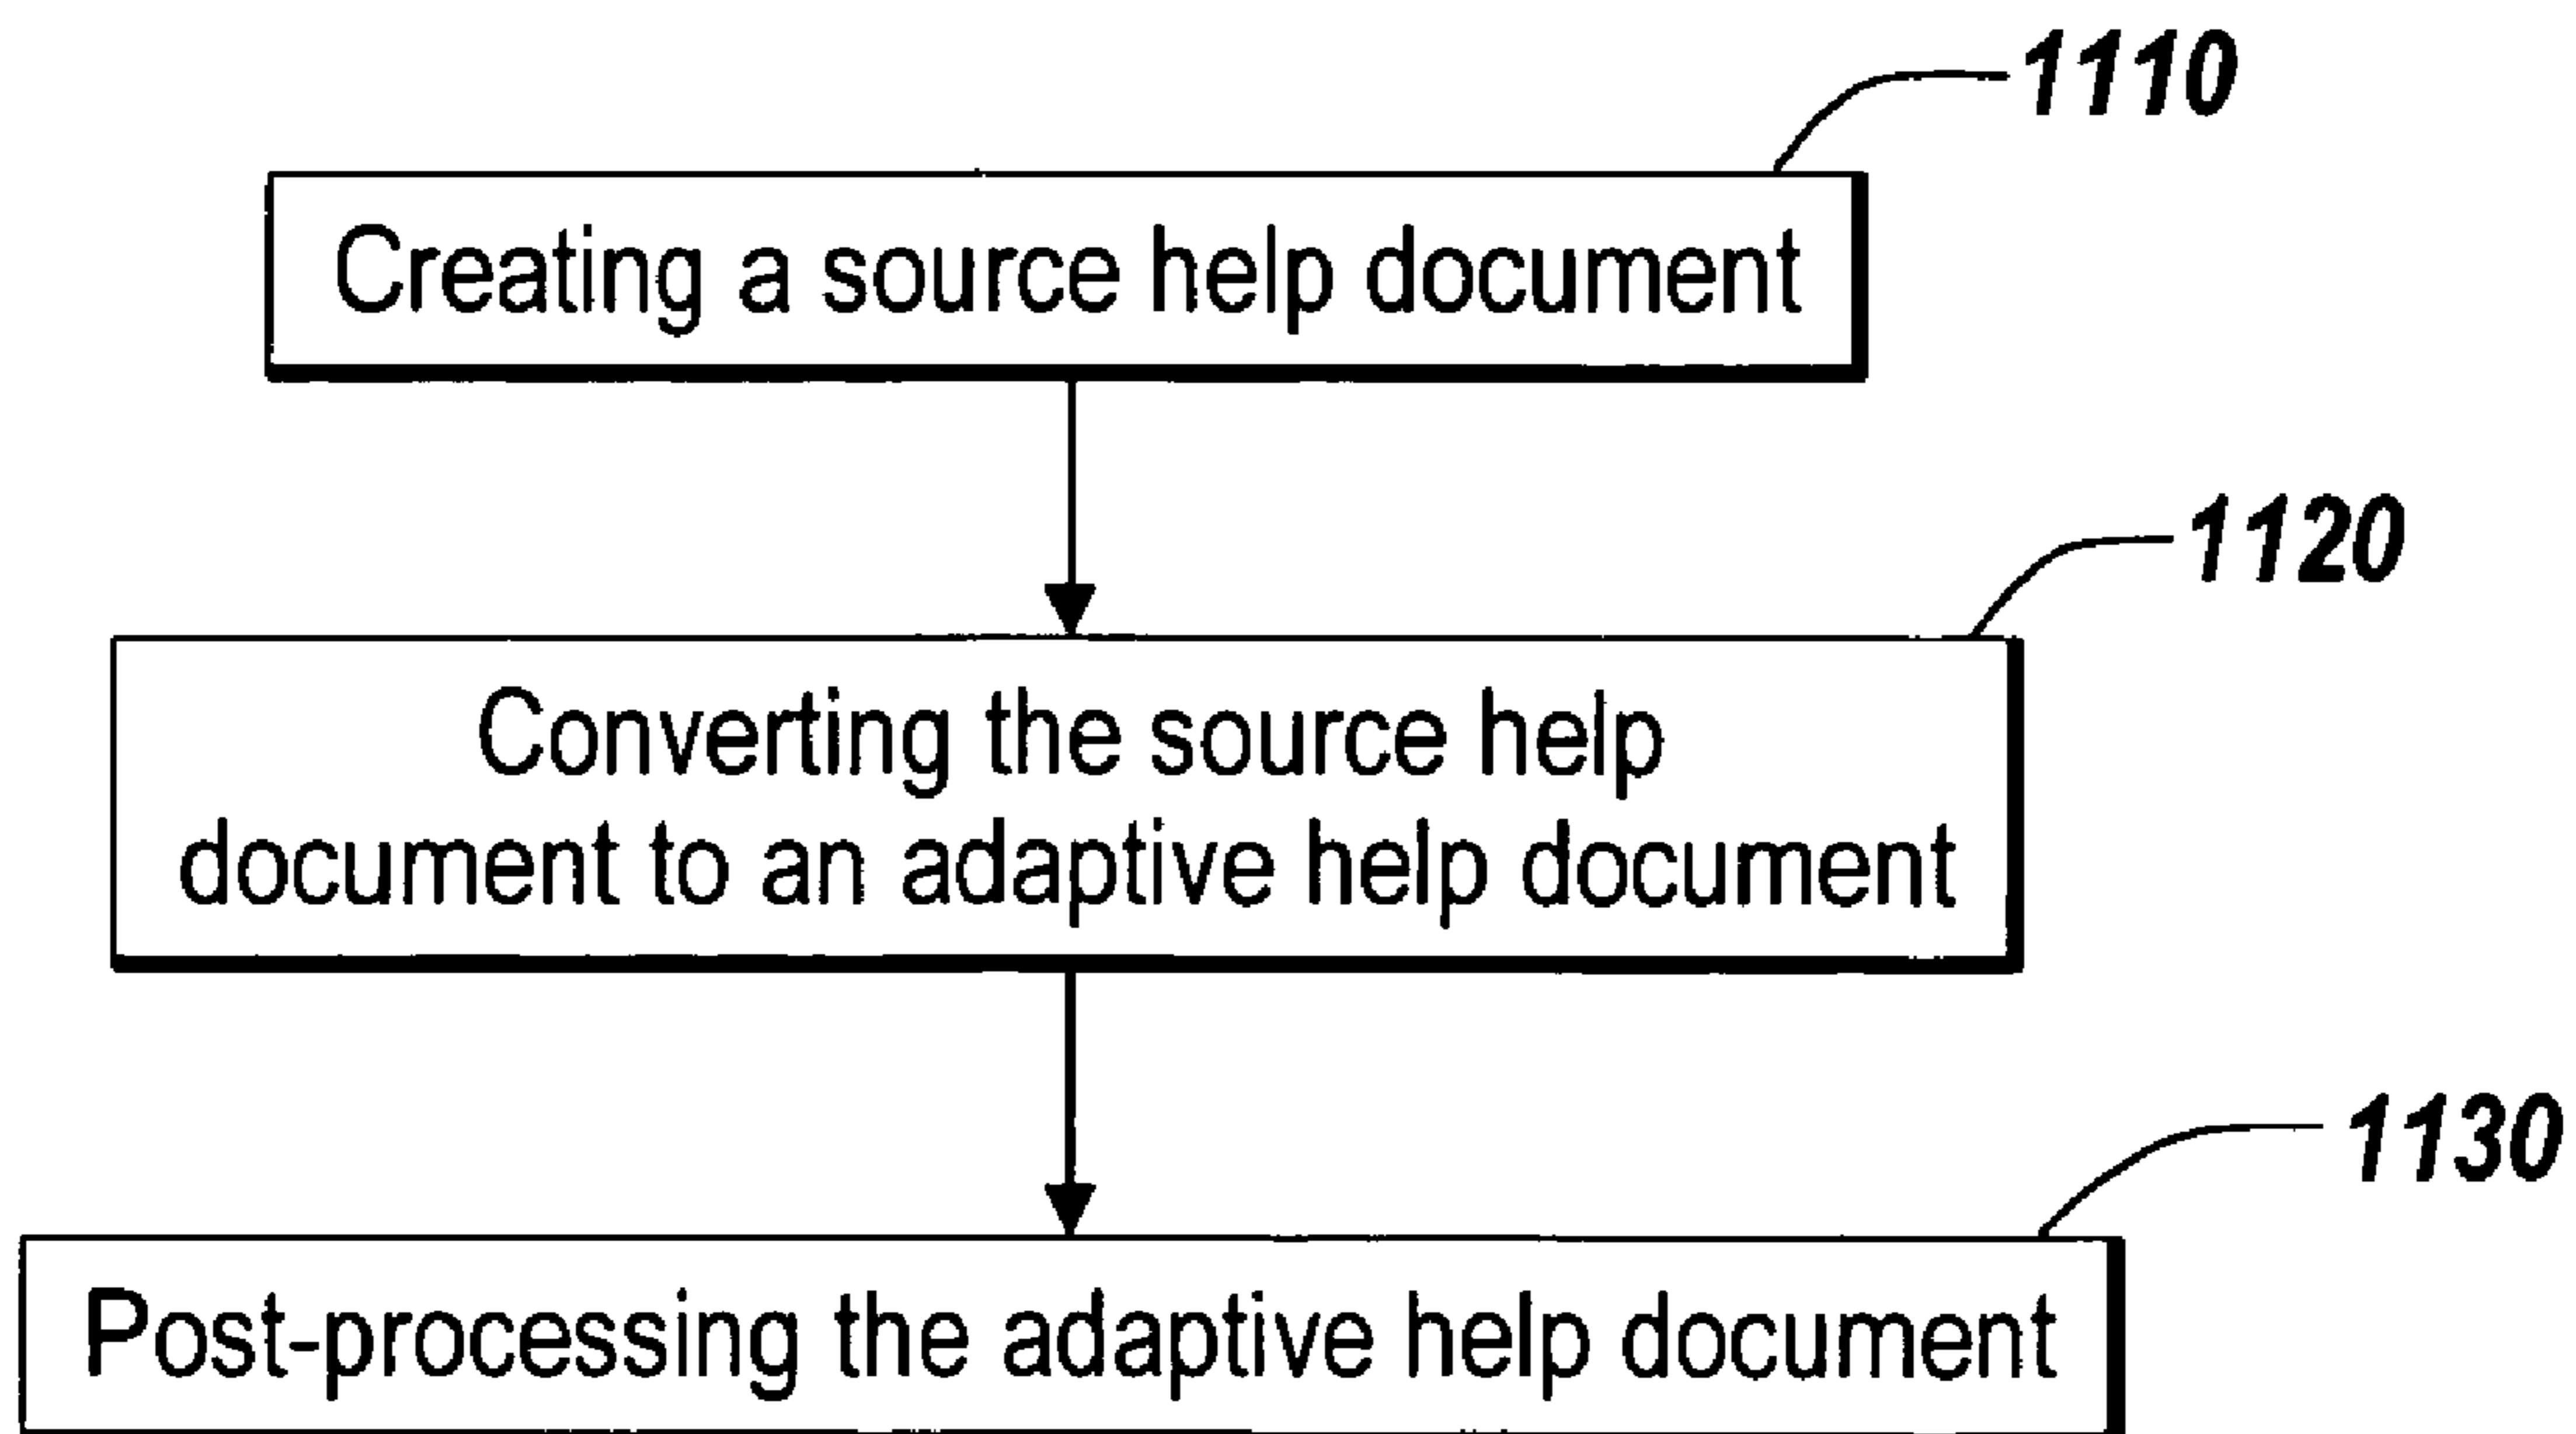 1110
Creating a source help document
1120
Converting the source help
document to an adaptive help document
1130
Post-processing the adaptive help document